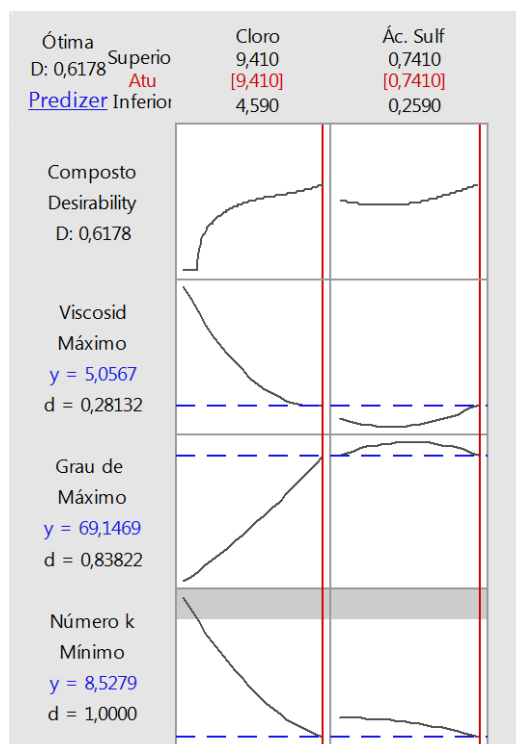 Ótima
D: 0,6178
Predizer
Superio
Atu
Inferior
Cloro
9,410
[9,410]
4,590
Ác. Sulf
0,7410
[0,7410]
0,2590
Composto
Desirability
D: 0,6178
Viscosid
Máximo
y = 5,0567
d = 0,28132
Grau de
Máximo
y = 69,1469
d = 0,83822
Número k
Mínimo
y = 8,5279
d = 1,0000